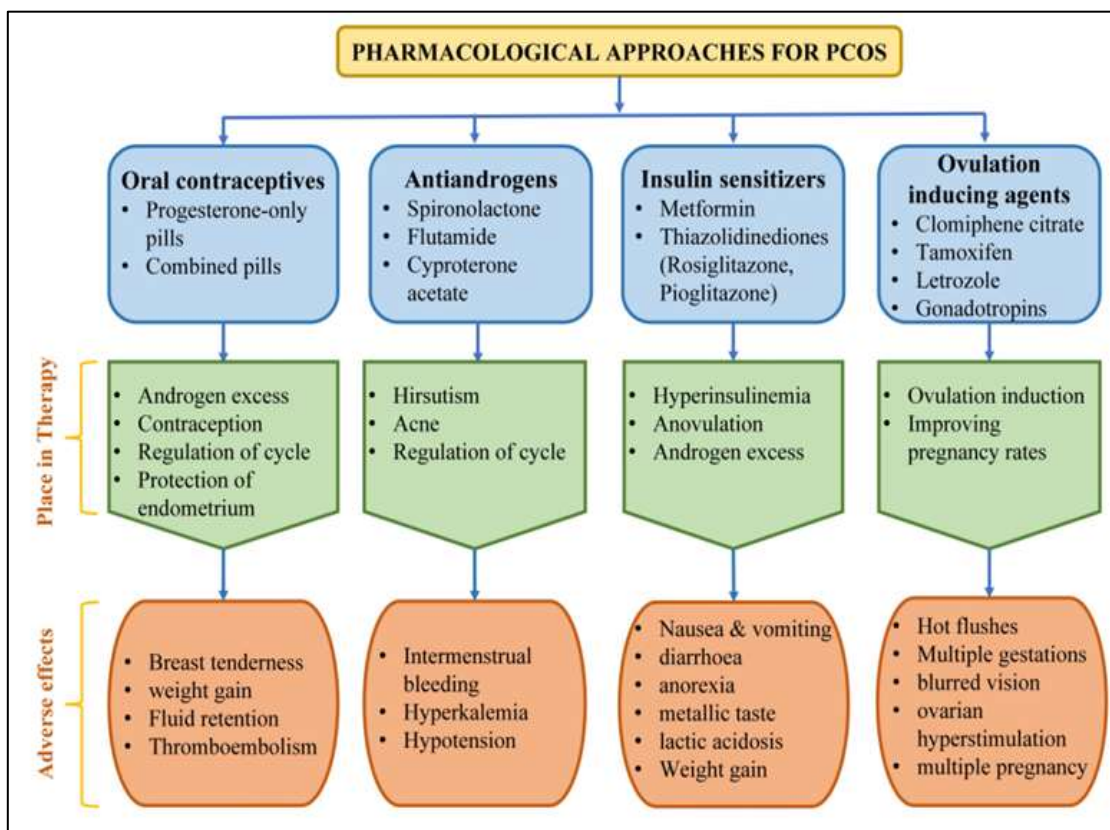 PHARMACOLOGICAL APPROACHES FOR PCOS
Oral contraceptives
• Progesterone-only
pills
• Combined pills
Antiandrogens
• Spironolactone
• Flutamide
• Cyproterone
acetate
Insulin sensitizers
• Metformin
• Thiazolidinediones
(Rosiglitazone,
Pioglitazone)
Ovulation
inducing agents
• Clomiphene citrate
• Tamoxifen
• Letrozole
• Gonadotropins
Place in Therapy
• Androgen excess
• Contraception
• Regulation of cycle
• Protection of
endometrium
• Hirsutism
• Acne
• Regulation of cycle
• Hyperinsulinemia
• Anovulation
• Androgen excess
• Ovulation induction
• Improving
pregnancy rates
Adverse effects
• Breast tenderness
• weight gain
• Fluid retention
• Thromboembolism
• Intermenstrual
bleeding
• Hyperkalemia
• Hypotension
• Nausea & vomiting
• diarrhoea
• anorexia
• metallic taste
• lactic acidosis
• Weight gain
• Hot flushes
• Multiple gestations
• blurred vision
• ovarian
hyperstimulation
• multiple pregnancy